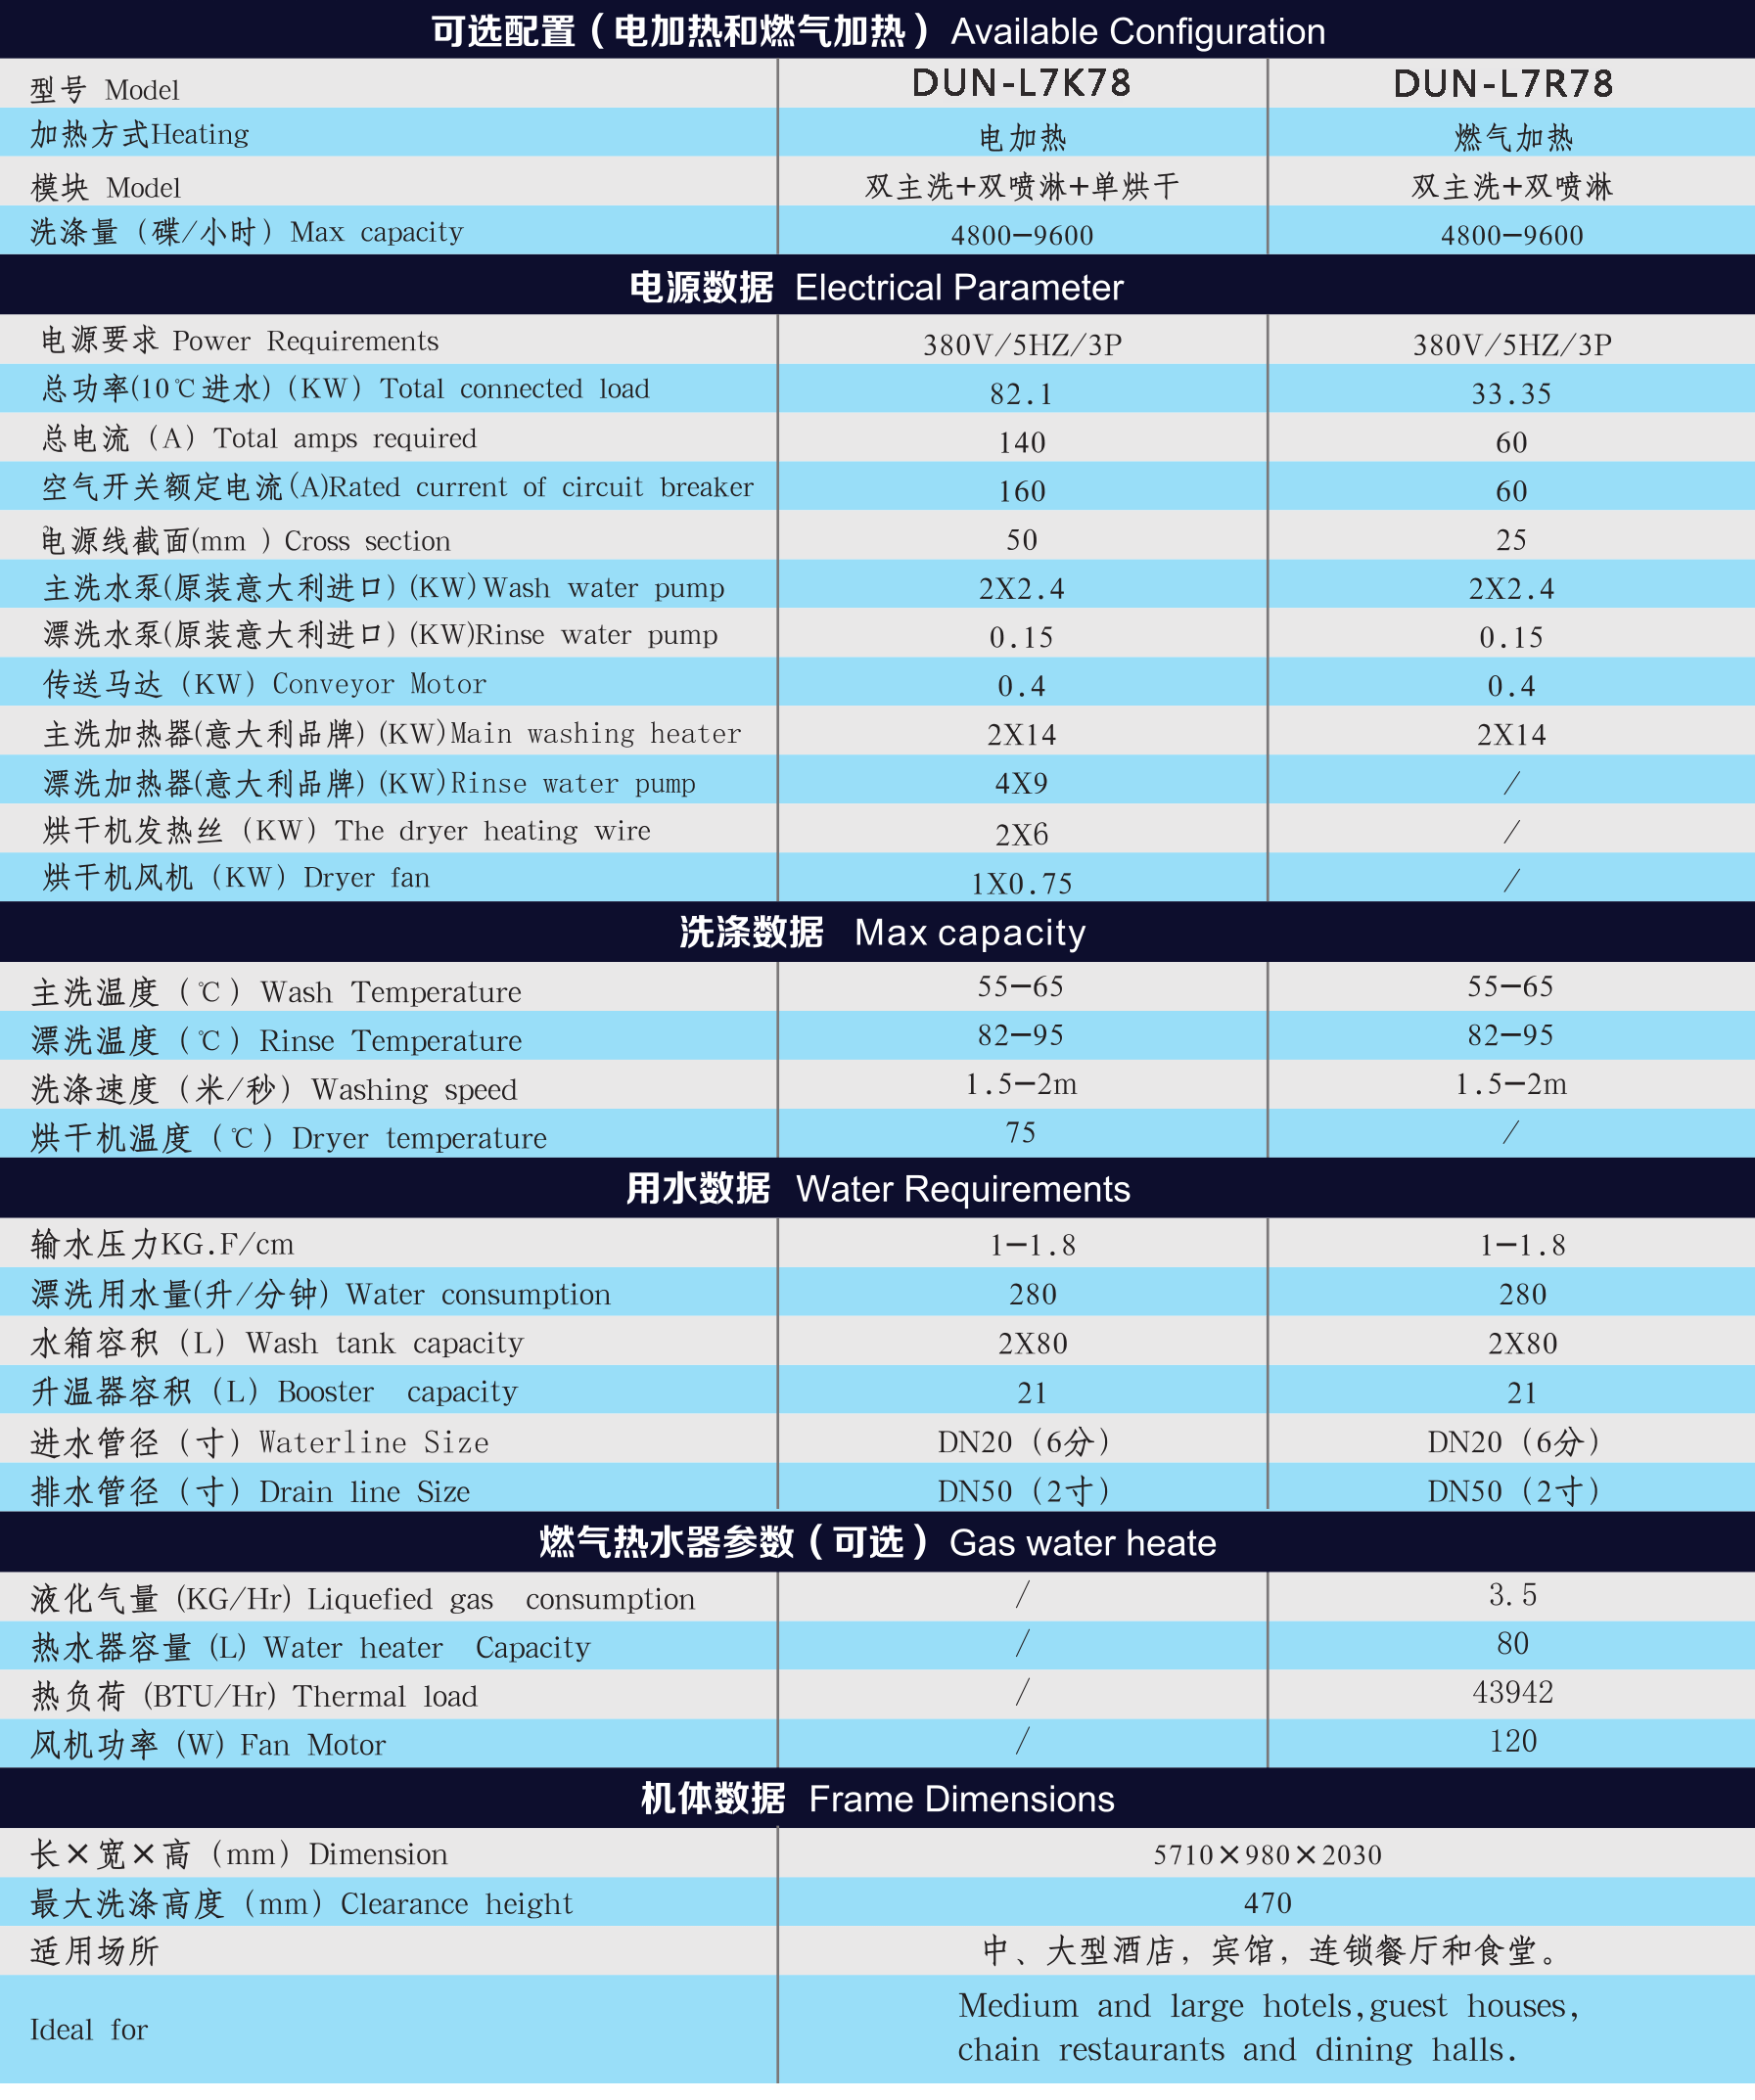 可选配置（电加热和燃气加热）Available Configuration
型号 Model DUN-L7K78 DUN-L7R78
加热方式Heating 电加热 燃气加热
模块 Model 双主洗+双喷淋+单烘干 双主洗+双喷淋
洗涤量（碟/小时）Max capacity 4800-9600 4800-9600
电源数据 Electrical Parameter
电源要求 Power Requirements 380V/5HZ/3P 380V/5HZ/3P
总功率(10℃进水)（KW）Total connected load 82.1 33.35
总电流（A）Total amps required 140 60
空气开关额定电流(A)Rated current of circuit breaker 160 60
电源线截面(mm ) Cross section 50 25
主洗水泵(原装意大利进口) (KW)Wash water pump 2X2.4 2X2.4
漂洗水泵(原装意大利进口) (KW)Rinse water pump 0.15 0.15
传送马达（KW）Conveyor Motor 0.4 0.4
主洗加热器(意大利品牌) (KW)Main washing heater 2X14 2X14
漂洗加热器(意大利品牌) (KW)Rinse water pump 4X9 /
烘干机发热丝（KW）The dryer heating wire 2X6 /
烘干机风机（KW）Dryer fan 1X0.75 /
洗涤数据 Max capacity
主洗温度（℃）Wash Temperature 55-65 55-65
漂洗温度（℃）Rinse Temperature 82-95 82-95
洗涤速度（米/秒）Washing speed 1.5-2m 1.5-2m
烘干机温度（℃）Dryer temperature 75 /
用水数据 Water Requirements
输水压力KG.F/cm 1-1.8 1-1.8
漂洗用水量(升/分钟) Water consumption 280 280
水箱容积（L）Wash tank capacity 2X80 2X80
升温器容积（L）Booster capacity 21 21
进水管径（寸）Waterline Size DN20（6分） DN20（6分）
排水管径（寸）Drain line Size DN50（2寸） DN50（2寸）
燃气热水器参数（可选）Gas water heate
液化气量 (KG/Hr) Liquefied gas consumption / 3.5
热水器容量 (L) Water heater Capacity / 80
热负荷 (BTU/Hr) Thermal load / 43942
风机功率 (W) Fan Motor / 120
机体数据 Frame Dimensions
长×宽×高（mm）Dimension 5710×980×2030
最大洗涤高度（mm）Clearance height 470
适用场所 中、大型酒店，宾馆，连锁餐厅和食堂。
Ideal for Medium and large hotels,guest houses,
chain restaurants and dining halls.